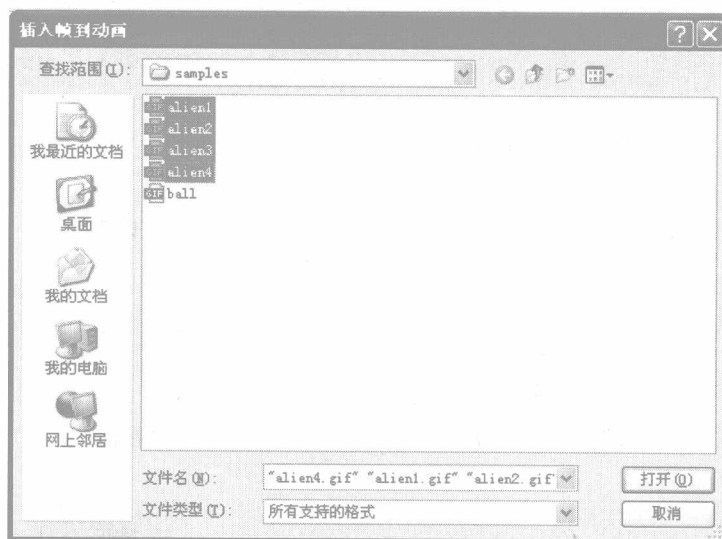 插入帧到动画
查找范围(I): samples
我最近的文档
桌面
我的文档
我的电脑
网上邻居
alien1
alien2
alien3
alien4
ball
文件名(N): "alien4.gif" "alien1.gif" "alien2.gif"
打开(O)
文件类型(T): 所有支持的格式
取消